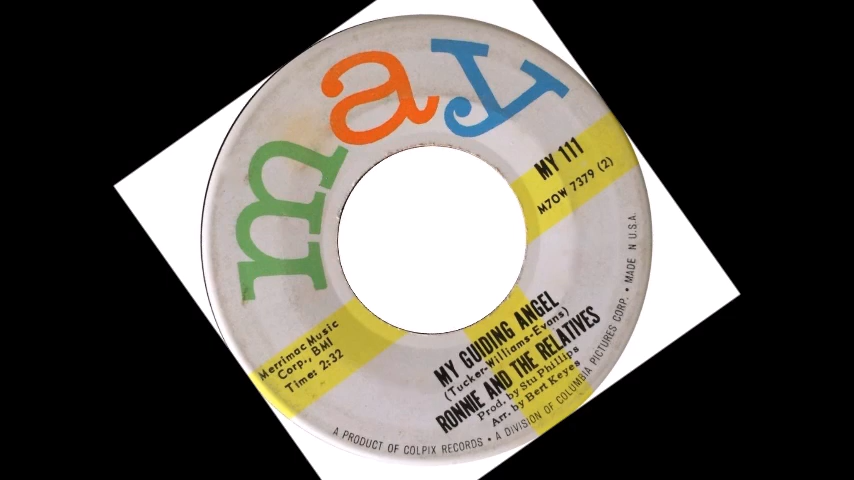 may
MY 111
M7OW 7379 (2)
Merrimac Music
Corp., BMI
Time: 2:32
MY GUIDING ANGEL
(Tucker-Williams-Evans)
RONNIE AND THE RELATIVES
Prod. by Stu Phillips
Arr. by Bert Keyes
A PRODUCT OF COLPIX RECORDS • A DIVISION OF COLUMBIA PICTURES CORP. • MADE N U.S.A.